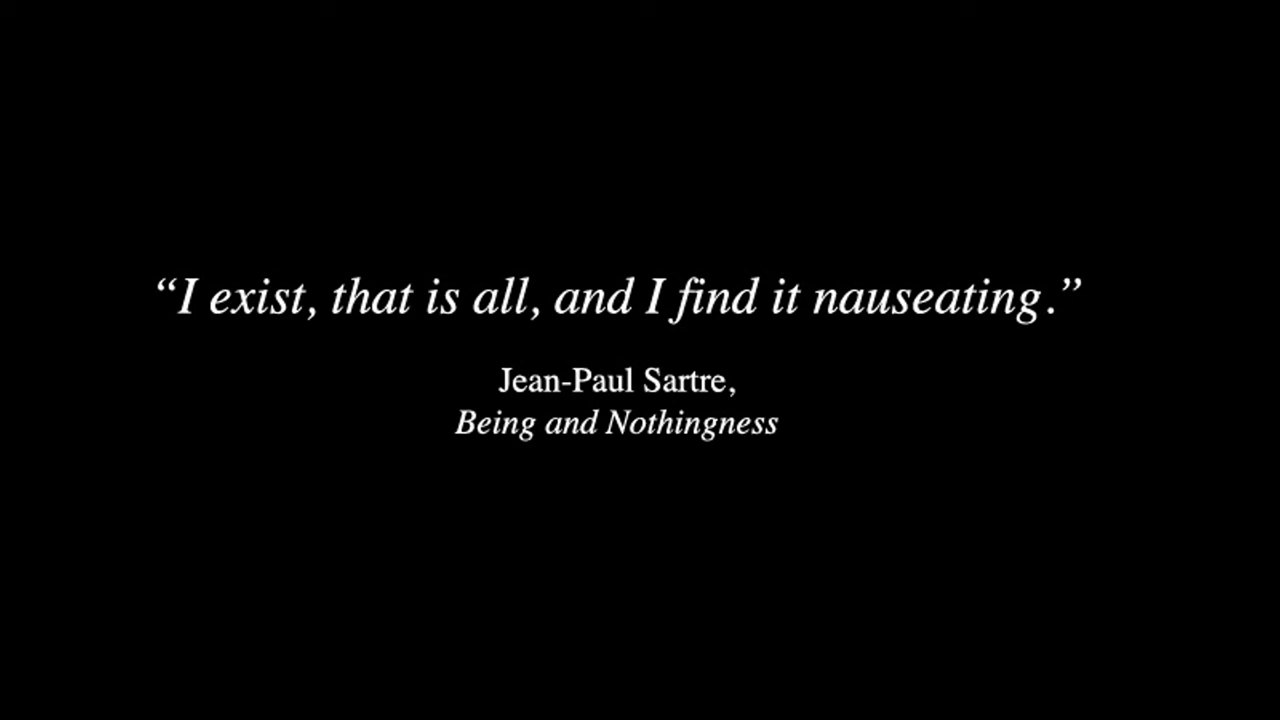 “I exist, that is all, and I find it nauseating.”
Jean-Paul Sartre,
Being and Nothingness